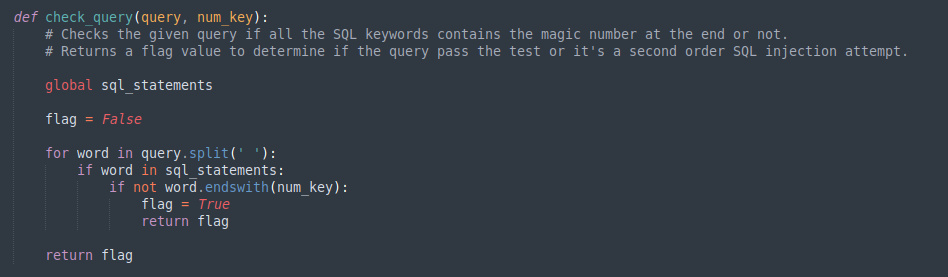 def check_query(query, num_key):
    # Checks the given query if all the SQL keywords contains the magic number at the end or not.
    # Returns a flag value to determine if the query pass the test or it's a second order SQL injection attempt.
    global sql_statements
    flag = False
    for word in query.split(' '):
        if word in sql_statements:
            if not word.endswith(num_key):
                flag = True
                return flag
    return flag